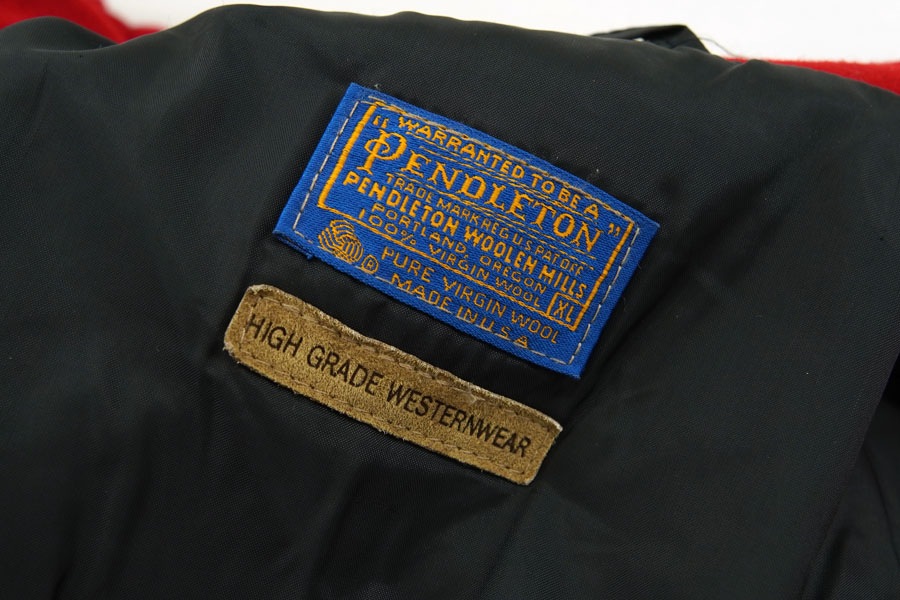 "WARRANTED TO BE A
PENDLETON"
TRADE MARK REG. U.S. PAT. OFF.
PENDLETON WOOLEN MILLS
PORTLAND, OREGON
100% VIRGIN WOOL
XL
®
PURE VIRGIN WOOL
MADE IN U.S.A
HIGH GRADE WESTERNWEAR